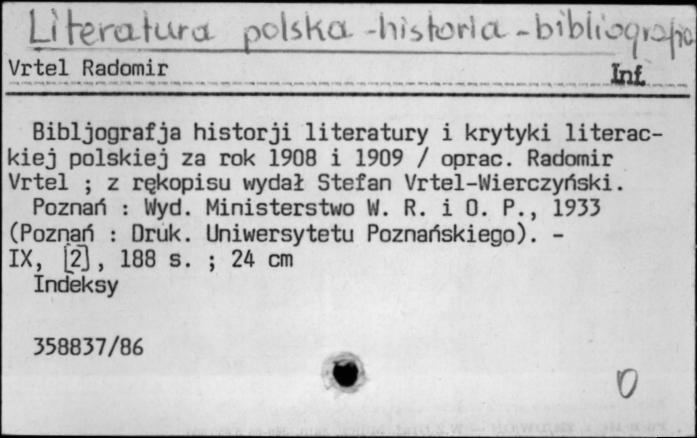 Literatura polska - historia - bibliografia
Vrtel Radomir
Inf.
Bibljografja historji literatury i krytyki literac-
kiej polskiej za rok 1908 i 1909 / oprac. Radomir
Vrtel ; z rękopisu wydał Stefan Vrtel-Wierczyński.
Poznań : Wyd. Ministerstwo W. R. i O. P., 1933
(Poznań : Druk. Uniwersytetu Poznańskiego). -
IX, [2], 188 s. ; 24 cm
Indeksy
358837/86
0